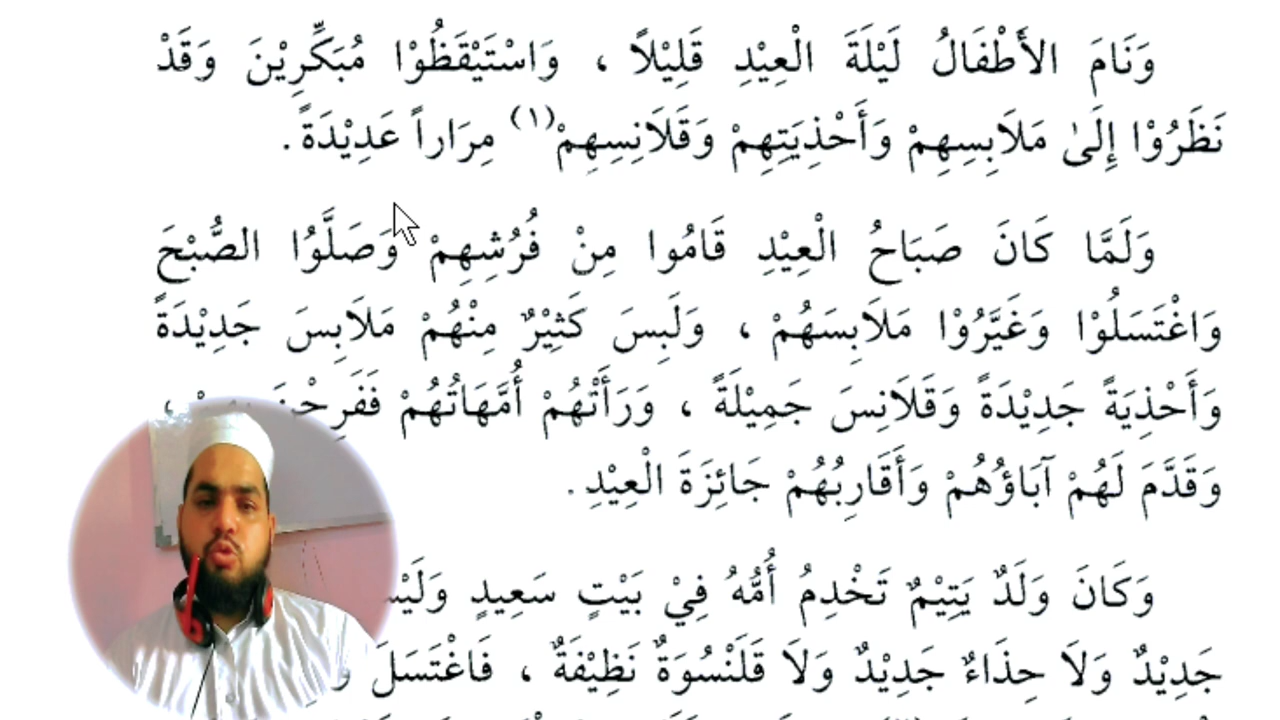 وَنَامَ الأَطْفَالُ لَيْلَةَ الْعِيْدِ قَلِيْلاً ، وَاسْتَيْقَظُوْا مُبَكِّرِيْنَ وَقَدْ
نَظَرُوْا إِلَىٰ مَلاَبِسِهِمْ وَأَحْذِيَتِهِمْ وَقَلاَنِسِهِمْ(١) مِرَاراً عَدِيْدَةً .
وَلَمَّا كَانَ صَبَاحُ الْعِيْدِ قَامُوا مِنْ فُرُشِهِمْ وَصَلَّوُا الصُّبْحَ
وَاغْتَسَلُوْا وَغَيَّرُوْا مَلاَبِسَهُمْ ، وَلَبِسَ كَثِيْرٌ مِنْهُمْ مَلاَبِسَ جَدِيْدَةً
وَأَحْذِيَةً جَدِيْدَةً وَقَلاَنِسَ جَمِيْلَةً ، وَرَأَتْهُمْ أُمَّهَاتُهُمْ فَفَرِحْنَ ،
وَقَدَّمَ لَهُمْ آبَاؤُهُمْ وَأَقَارِبُهُمْ جَائِزَةَ الْعِيْدِ .
وَكَانَ وَلَدٌ يَتِيْمٌ تَخْدِمُ أُمُّهُ فِيْ بَيْتٍ سَعِيدٍ
جَدِيْدٌ وَلاَ حِذَاءٌ جَدِيْدٌ وَلاَ قَلَنْسُوَةٌ نَظِيْفَةٌ ، فَاغْتَسَلَ